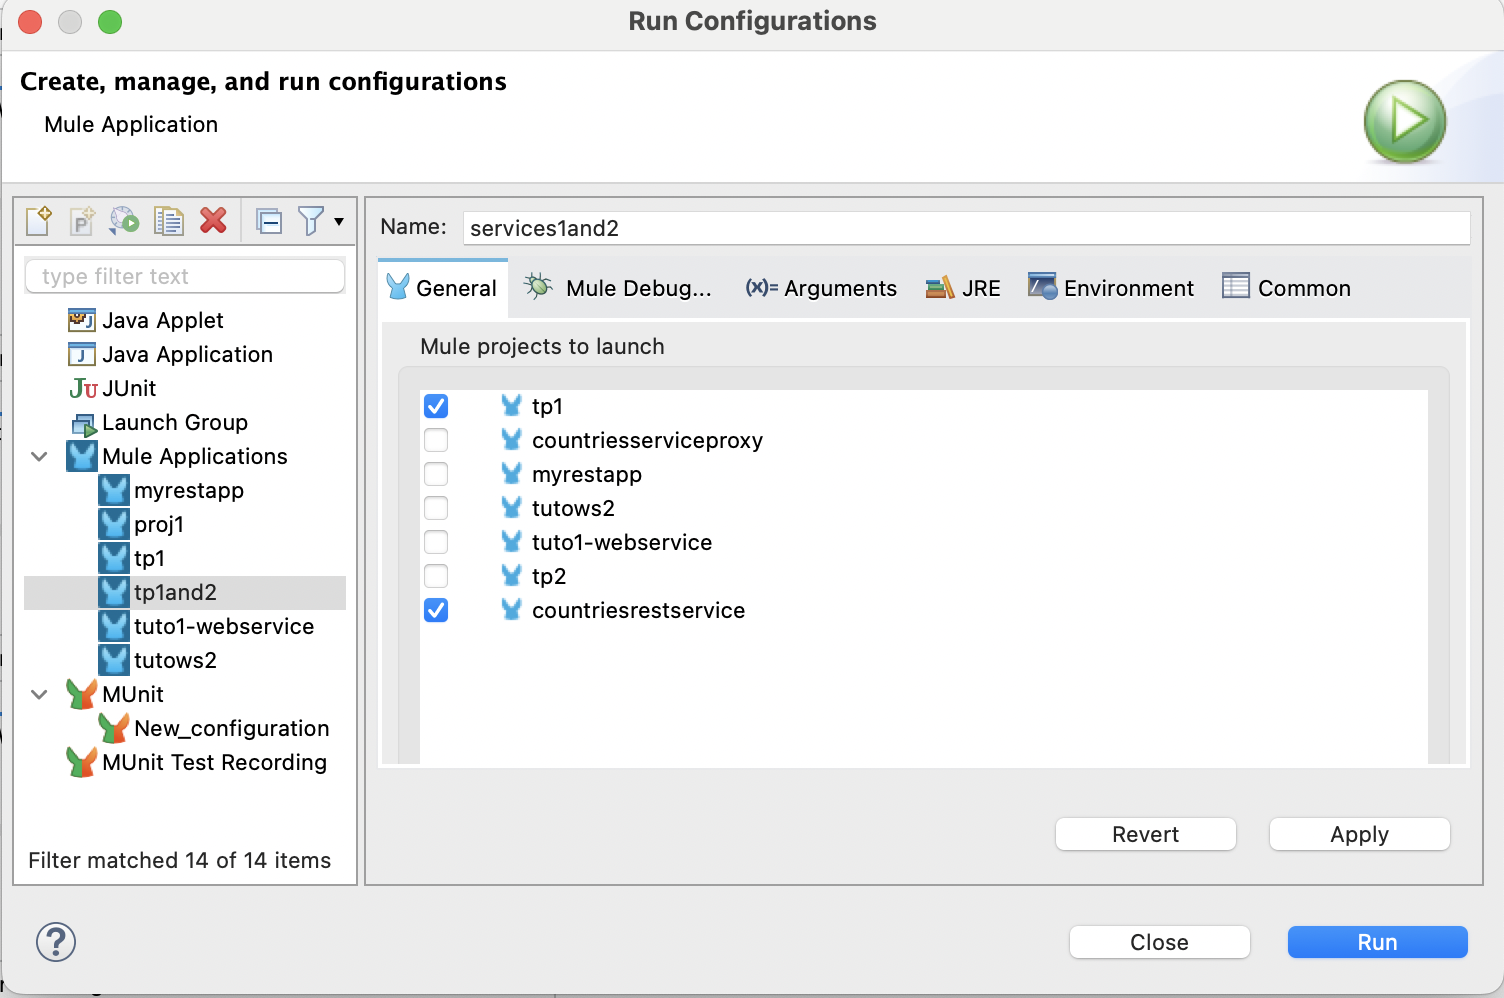 Run Configurations
Create, manage, and run configurations
Mule Application
type filter text
Java Applet
Java Application
JUnit
Launch Group
Mule Applications
myrestapp
proj1
tp1
tp1and2
tuto1-webservice
tutows2
MUnit
New_configuration
MUnit Test Recording
Filter matched 14 of 14 items
Name: services1and2
General Mule Debug... (x)= Arguments JRE Environment Common
Mule projects to launch
tp1
countriesserviceproxy
myrestapp
tutows2
tuto1-webservice
tp2
countriesrestservice
Revert Apply
? Close Run